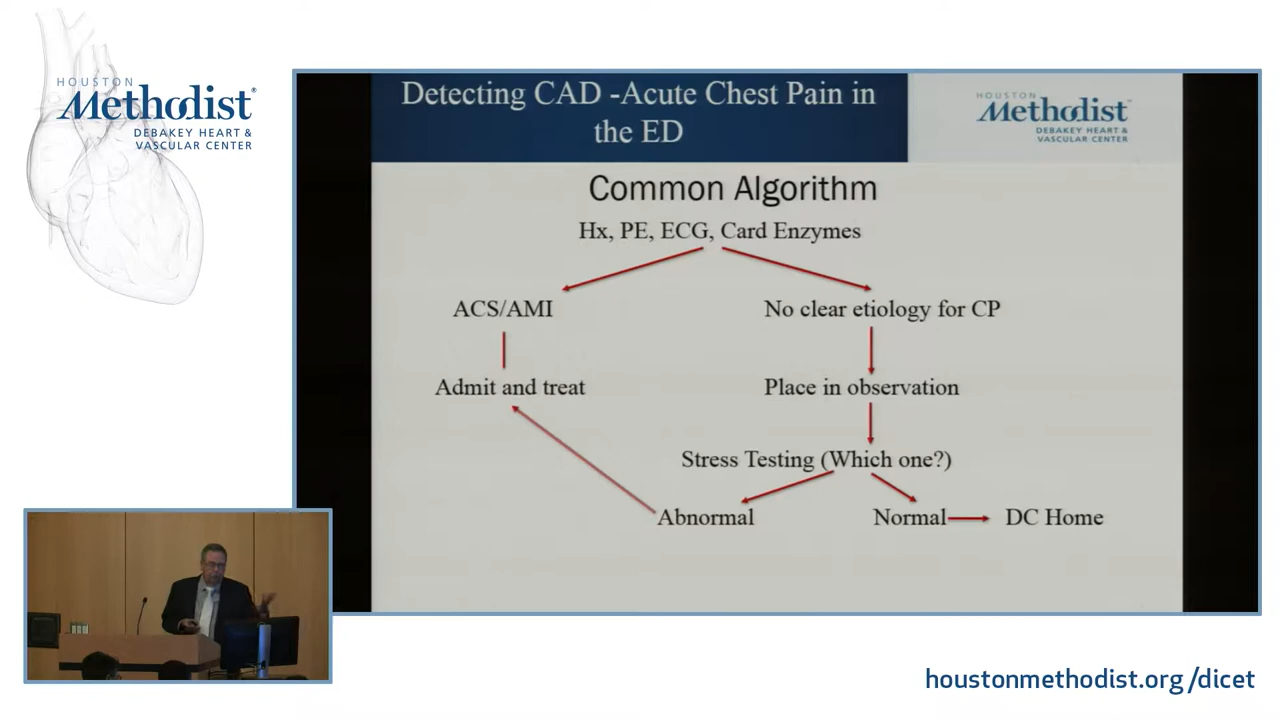 HOUSTON
Methodist®
DEBAKEY HEART &
VASCULAR CENTER
Detecting CAD -Acute Chest Pain in
the ED
HOUSTON
Methodist
DEBAKEY HEART &
VASCULAR CENTER
Common Algorithm
Hx, PE, ECG, Card Enzymes
ACS/AMI
No clear etiology for CP
Admit and treat
Place in observation
Stress Testing (Which one?)
Abnormal
Normal
DC Home
houstonmethodist.org/dicet